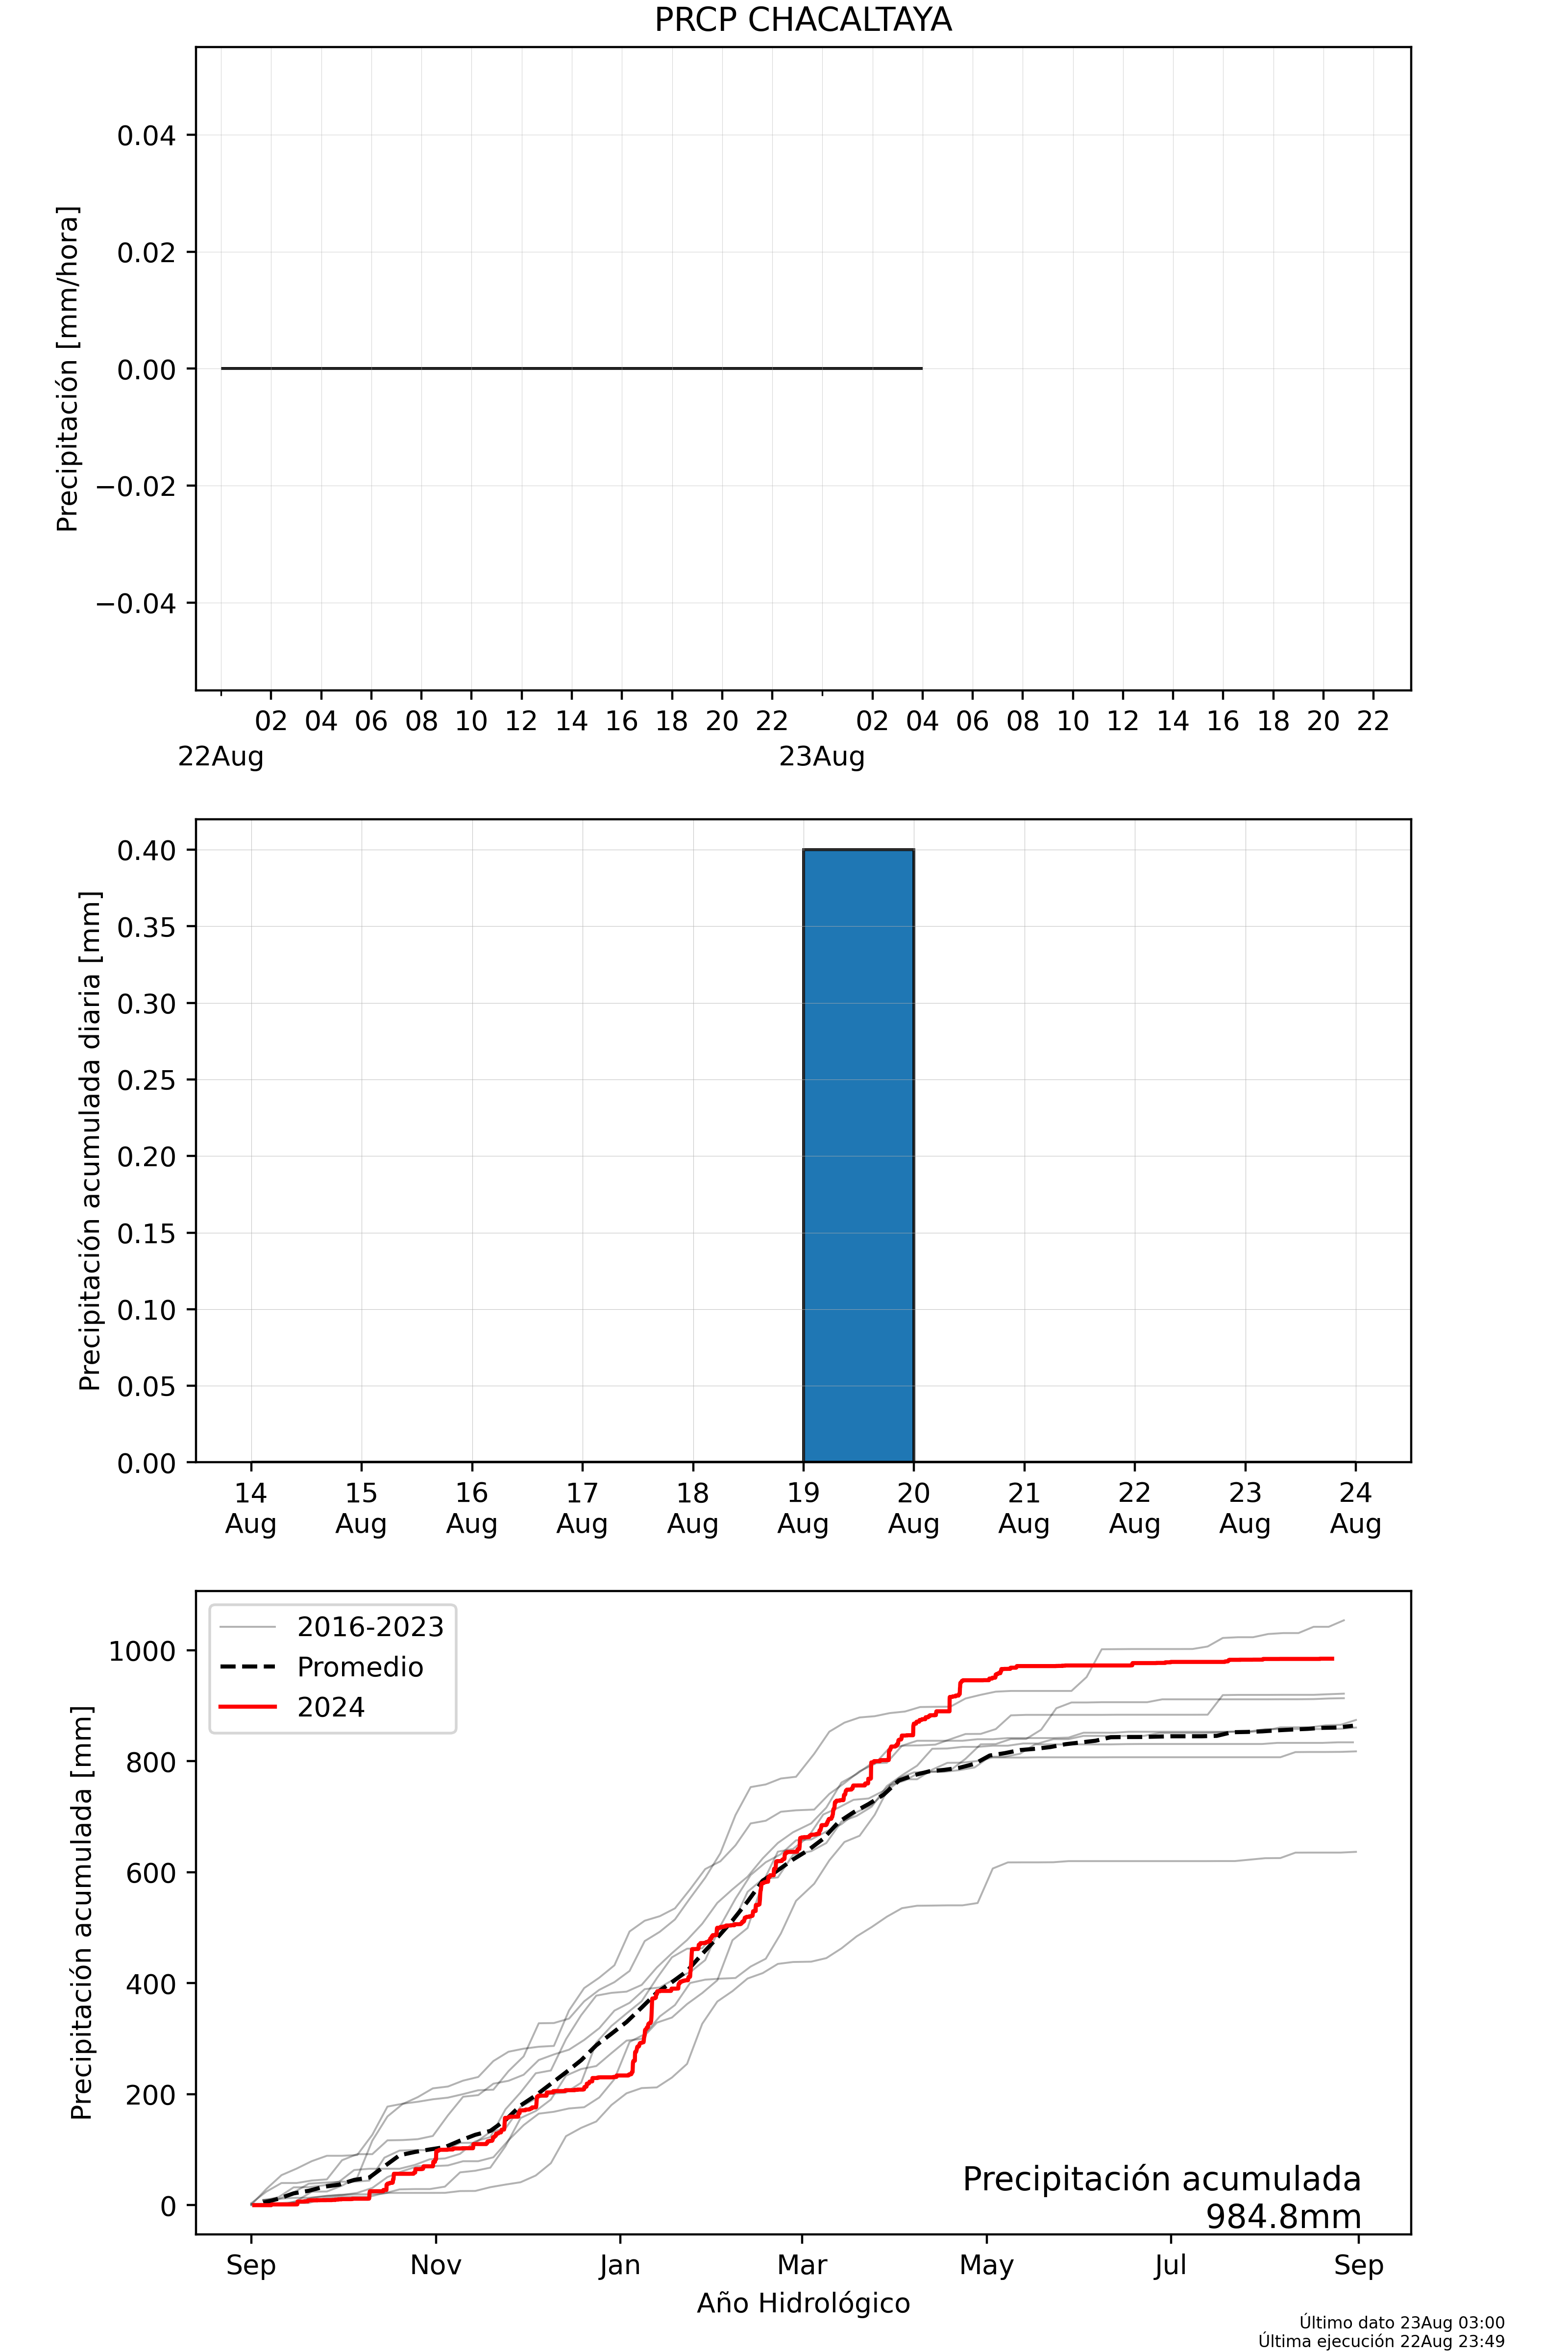 PRCP CHACALTAYA
Precipitación [mm/hora]
0.04
0.02
0.00
−0.02
−0.04
02 04 06 08 10 12 14 16 18 20 22 02 04 06 08 10 12 14 16 18 20 22
22Aug 23Aug
Precipitación acumulada diaria [mm]
0.40
0.35
0.30
0.25
0.20
0.15
0.10
0.05
0.00
14 15 16 17 18 19 20 21 22 23 24
Aug Aug Aug Aug Aug Aug Aug Aug Aug Aug Aug
Precipitación acumulada [mm]
1000
800
600
400
200
0
2016-2023
Promedio
2024
Precipitación acumulada
984.8mm
Sep Nov Jan Mar May Jul Sep
Año Hidrológico
Último dato 23Aug 03:00
Última ejecución 22Aug 23:49